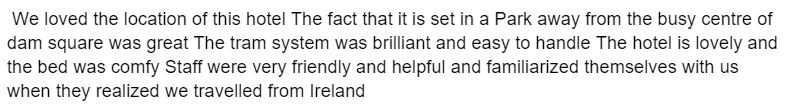 We loved the location of this hotel The fact that it is set in a Park away from the busy centre of
dam square was great The tram system was brilliant and easy to handle The hotel is lovely and
the bed was comfy Staff were very friendly and helpful and familiarized themselves with us
when they realized we travelled from Ireland